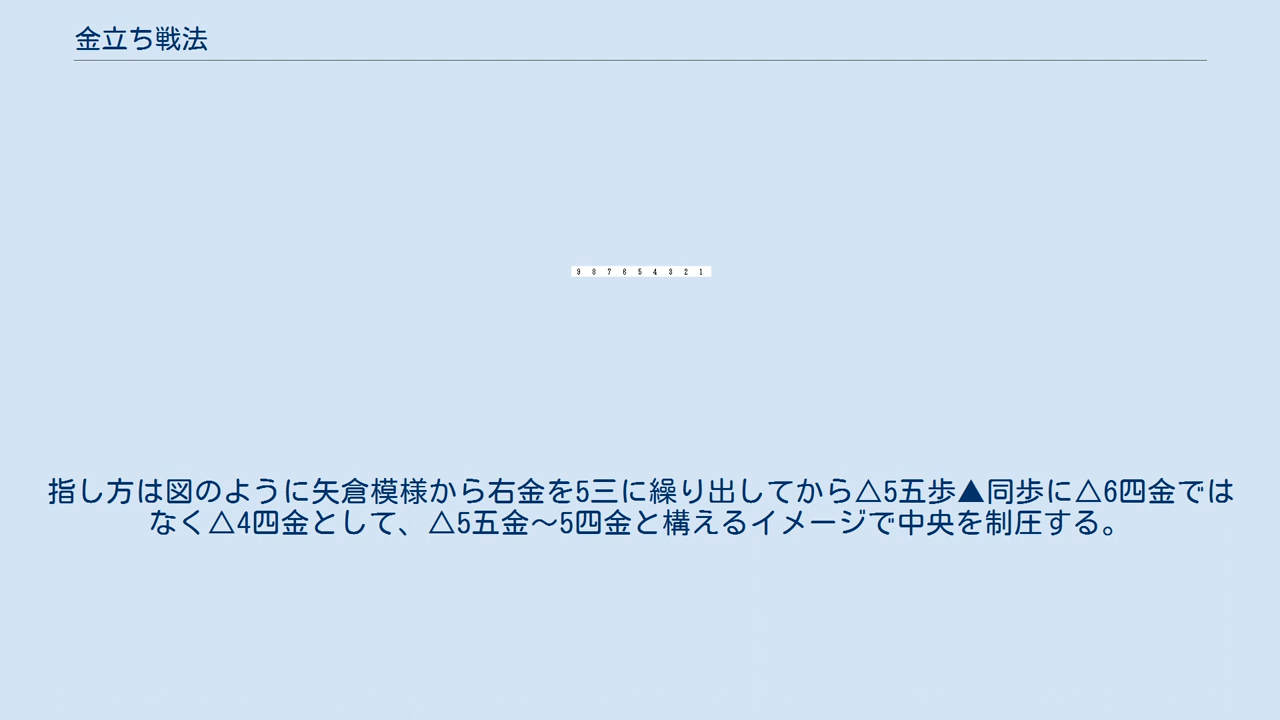 金立ち戦法
9 8 7 6 5 4 3 2 1
指し方は図のように矢倉模様から右金を5三に繰り出してから△5五歩▲同歩に△6四金では
なく△4四金として、△5五金～5四金と構えるイメージで中央を制圧する。